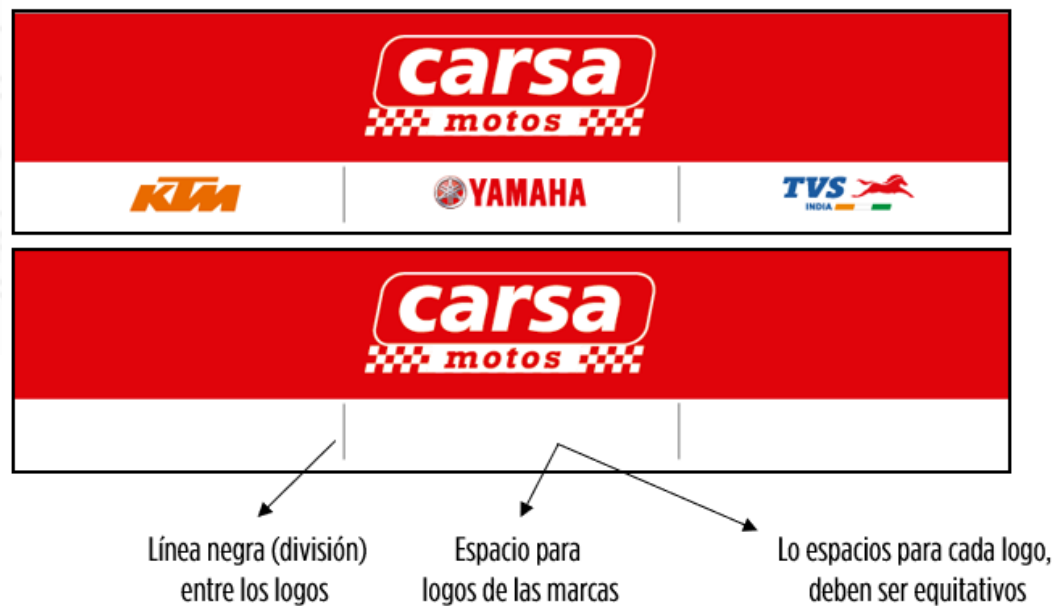 carsa
motos
KTM
YAMAHA
TVS
INDIA
carsa
motos
Línea negra (división)
entre los logos
Espacio para
logos de las marcas
Lo espacios para cada logo,
deben ser equitativos